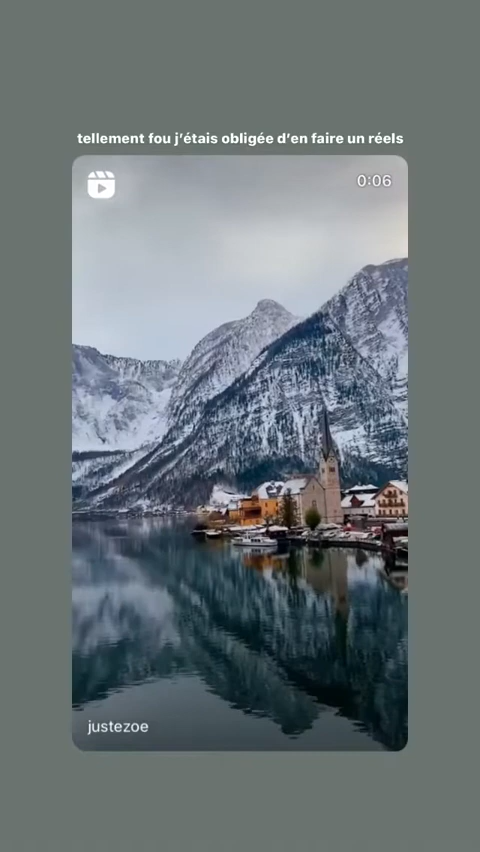 tellement fou j’étais obligée d’en faire un réels
0:06
justezoe